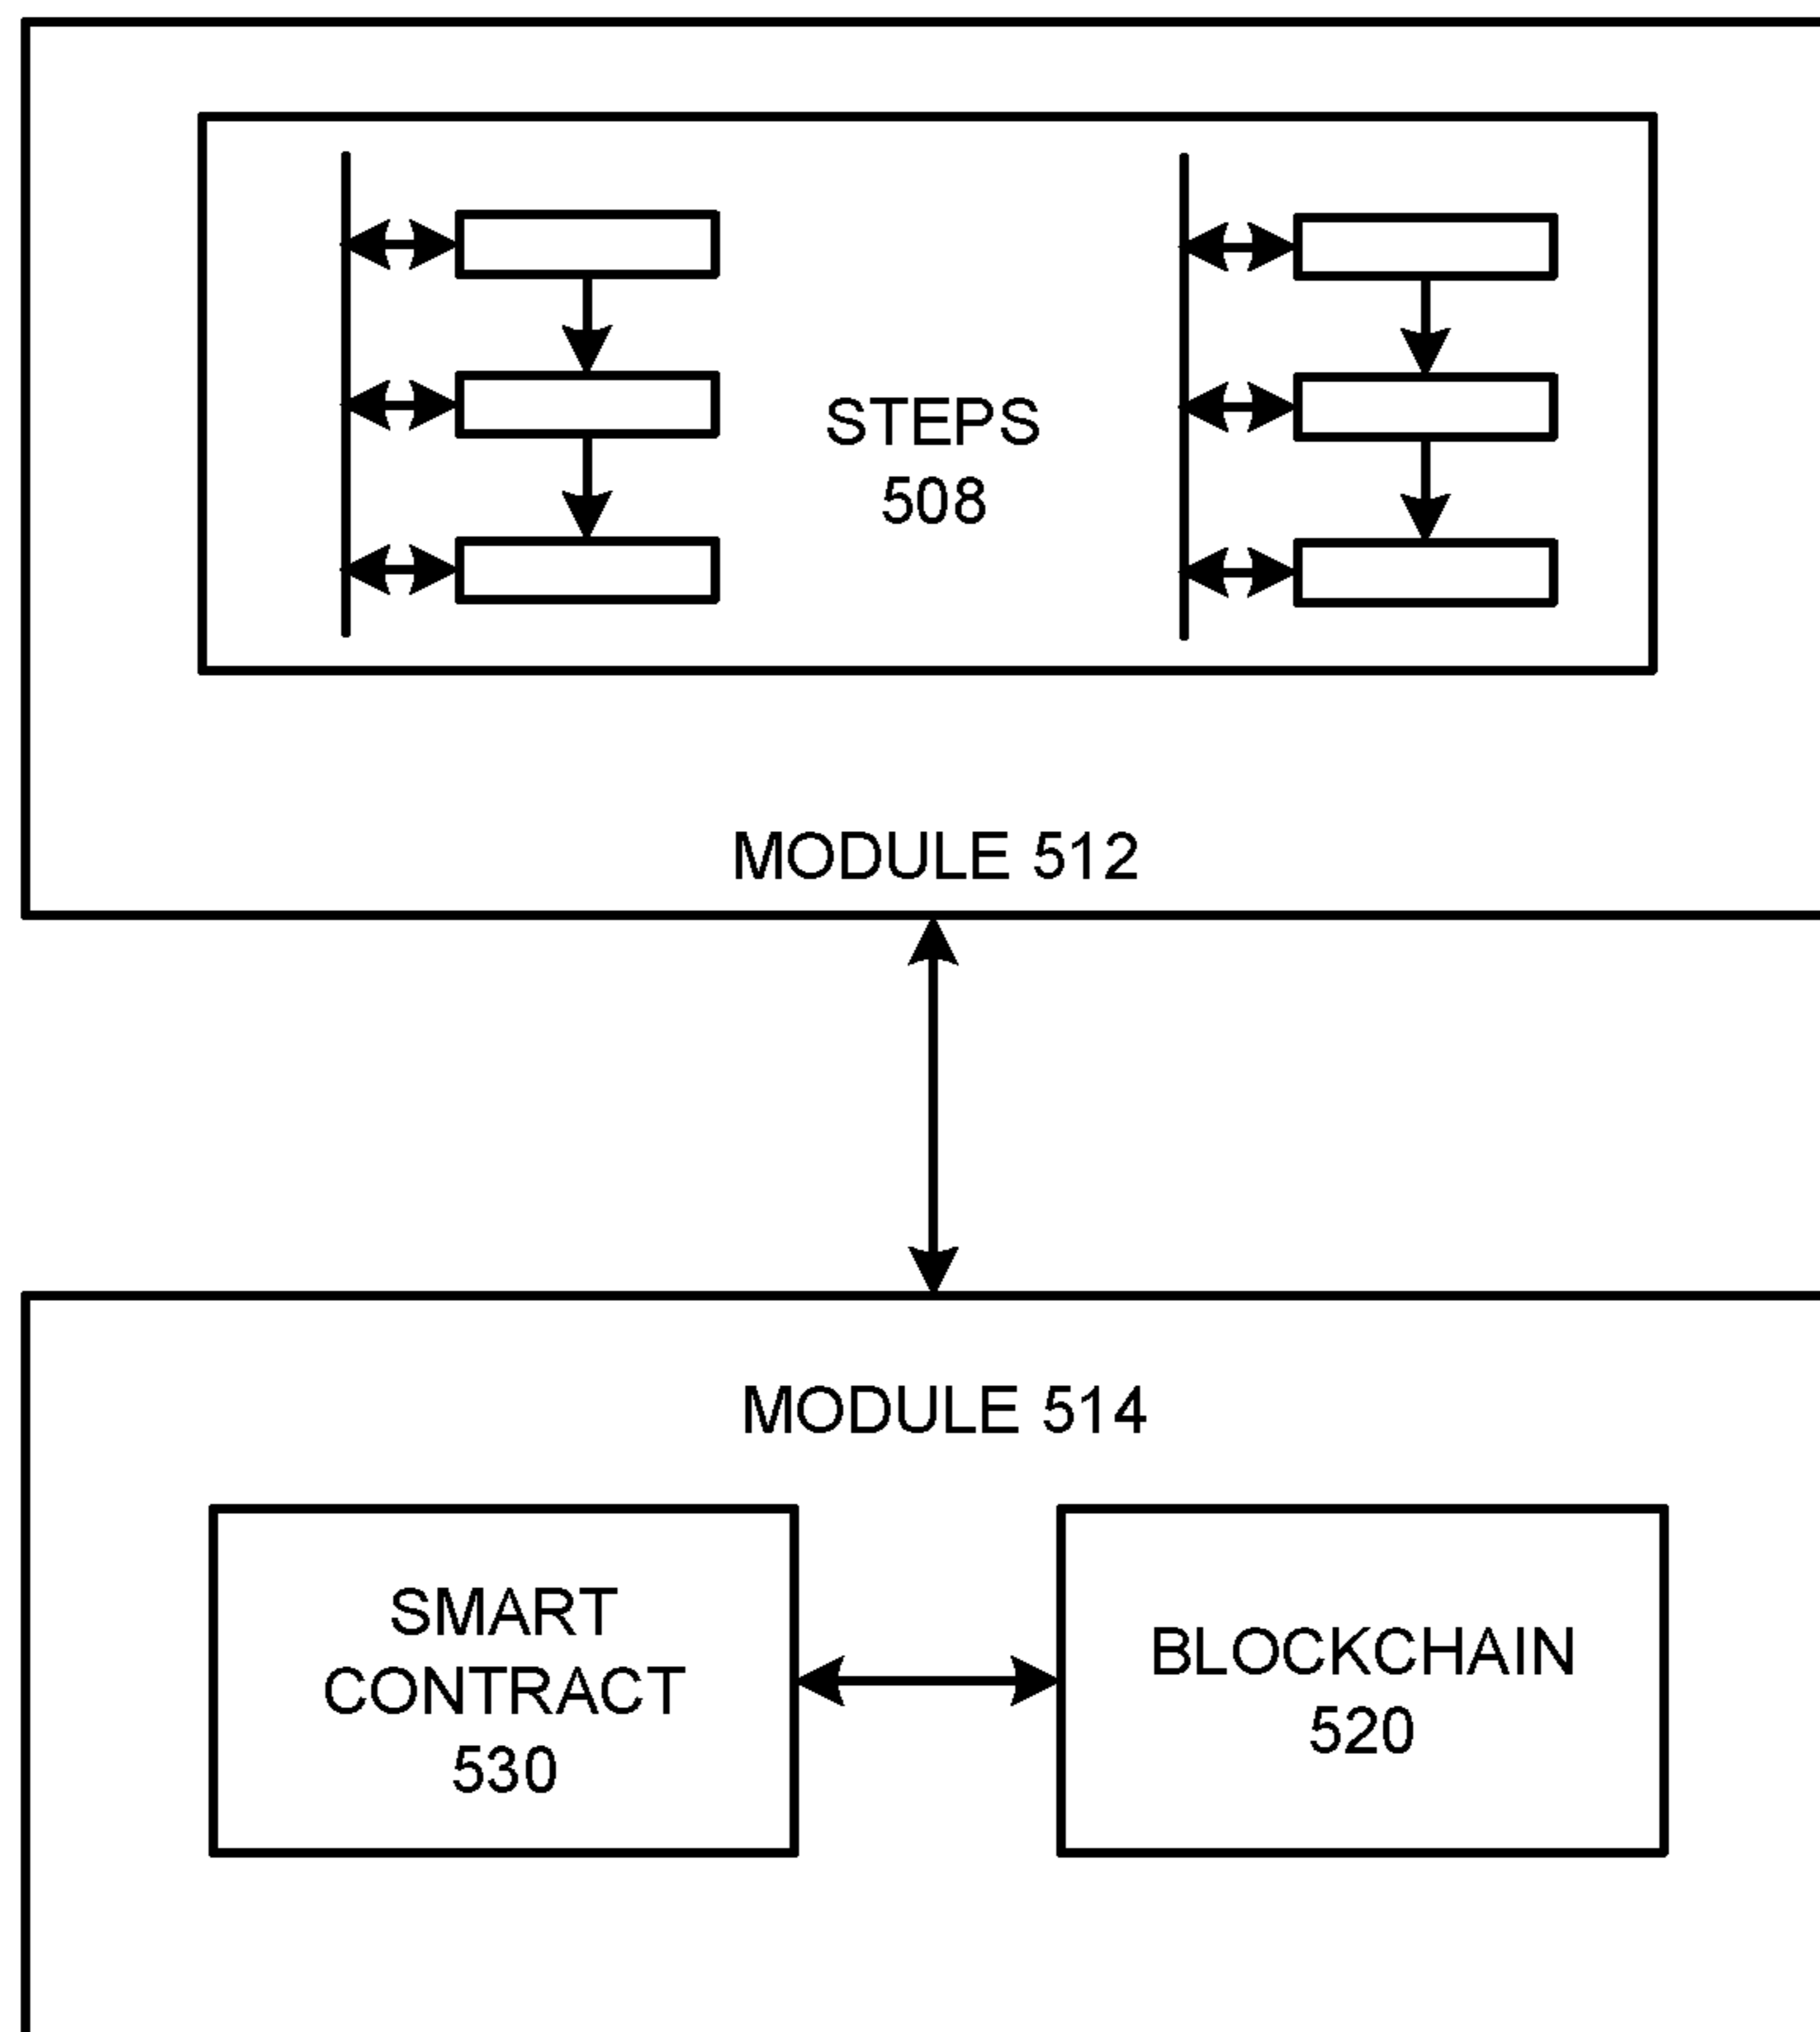 STEPS
508
MODULE 512
MODULE 514
SMART
CONTRACT
530
BLOCKCHAIN
520